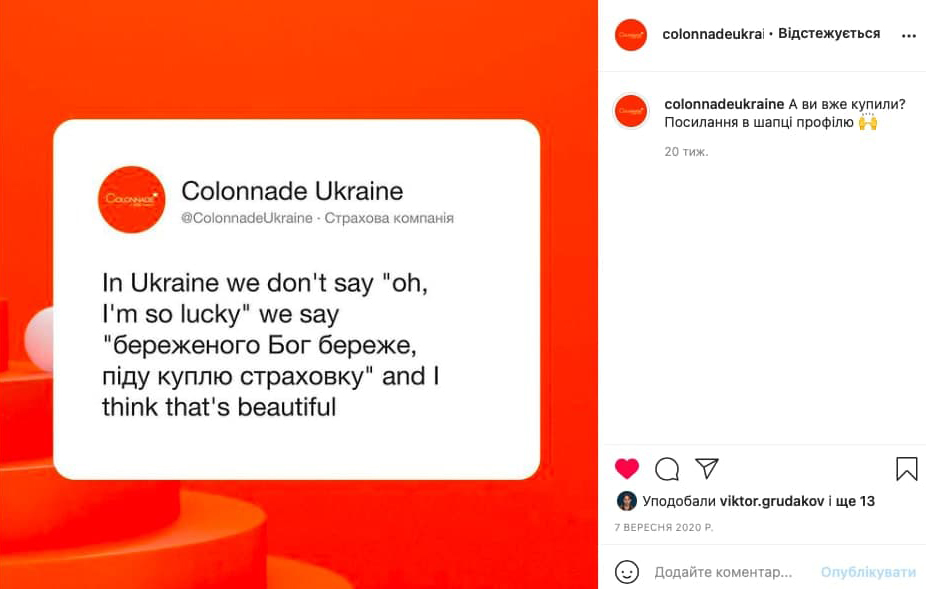 COLONNADE
Colonnade Ukraine
@ColonnadeUkraine · Страхова компанія
In Ukraine we don't say "oh,
I'm so lucky" we say
"береженого Бог береже,
піду куплю страховку" and I
think that's beautiful
colonnadeukrai · Відстежується
colonnadeukraine А ви вже купили?
Посилання в шапці профілю 🙌
20 тиж.
Уподобали viktor.grudakov і ще 13
7 ВЕРЕСНЯ 2020 Р.
Додайте коментар... Опублікувати